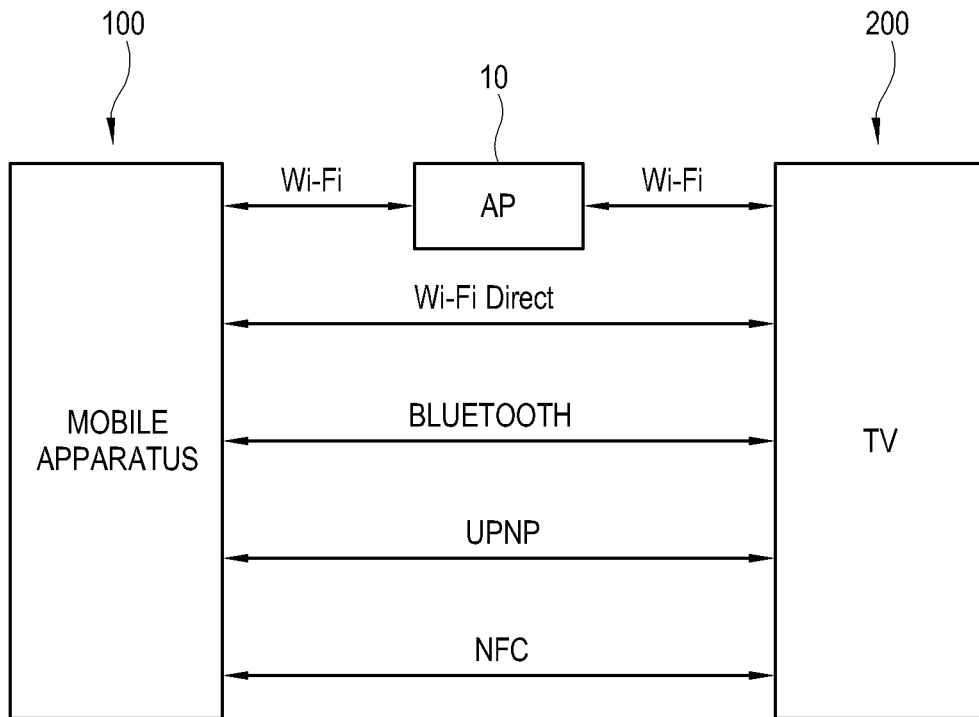 100
200
10
Wi-Fi
AP
Wi-Fi
Wi-Fi Direct
MOBILE
APPARATUS
BLUETOOTH
TV
UPNP
NFC